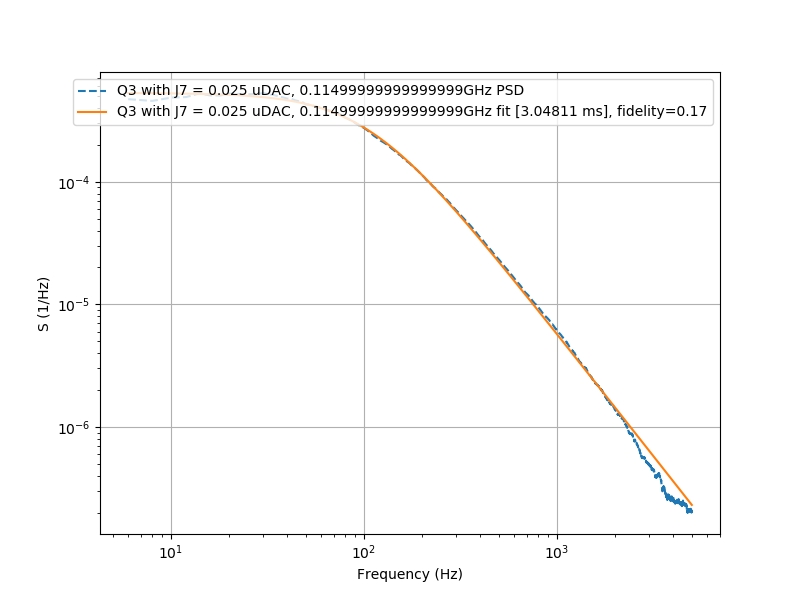 Q3 with J7 = 0.025 uDAC, 0.11499999999999999GHz PSD
Q3 with J7 = 0.025 uDAC, 0.11499999999999999GHz fit [3.04811 ms], fidelity=0.17
S (1/Hz)
10⁻⁴
10⁻⁵
10⁻⁶
10¹ 10² 10³
Frequency (Hz)